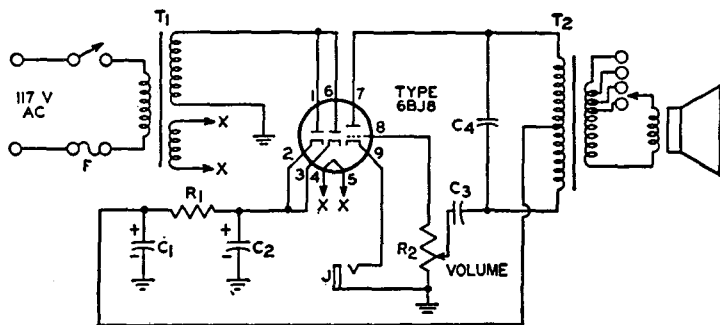 T1
T2
117 V
AC
F
X
X
1
6
7
TYPE
6BJ8
8
2
3
4
5
9
X
X
C4
R1
+
-
C1
+
-
C2
C3
R2
VOLUME
J